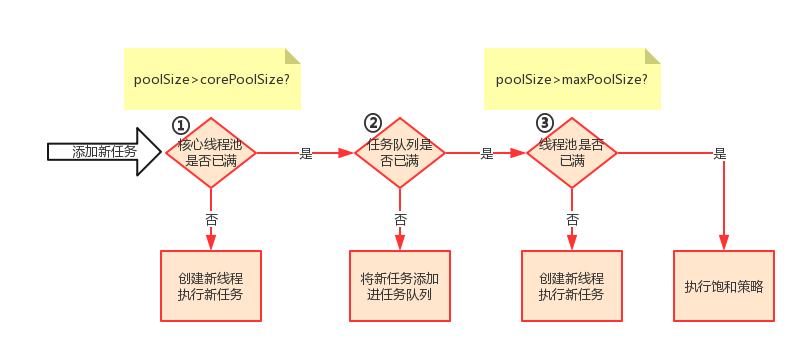 poolSize>corePoolSize?
poolSize>maxPoolSize?
①
②
③
添加新任务
核心线程池
是否已满
是
任务队列是
否已满
是
线程池是否
已满
是
否
否
否
创建新线程
执行新任务
将新任务添加
进任务队列
创建新线程
执行新任务
执行饱和策略